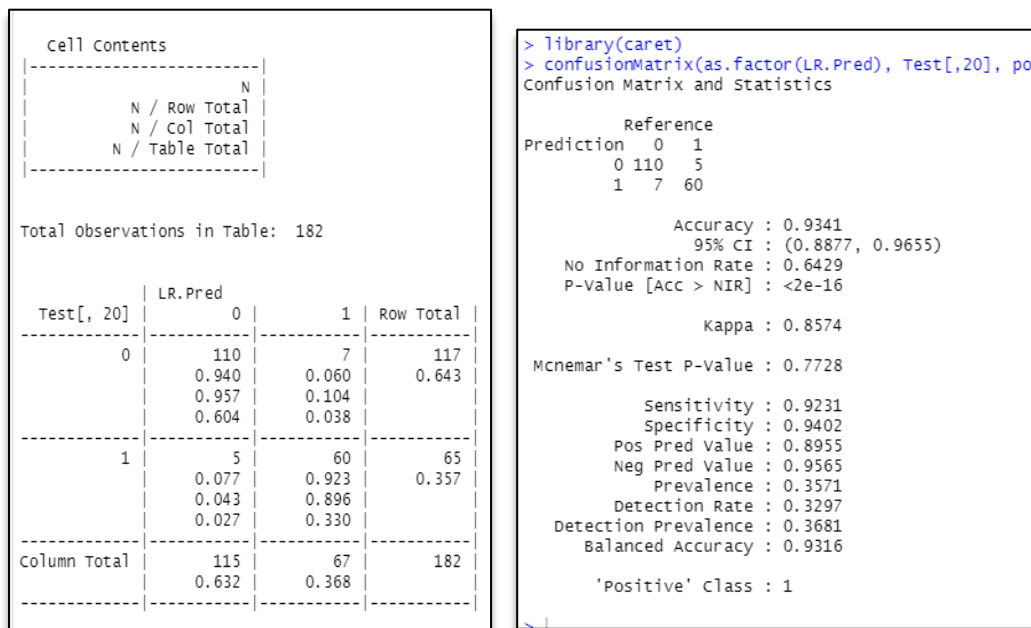 Cell Contents
|-------------------------|
| N |
| N / Row Total |
| N / Col Total |
| N / Table Total |
|-------------------------|
Total Observations in Table: 182
| LR.Pred
Test[, 20] | 0 | 1 | Row Total |
-------------|-----------|-----------|-----------|
0 | 110 | 7 | 117 |
| 0.940 | 0.060 | 0.643 |
| 0.957 | 0.104 | |
| 0.604 | 0.038 | |
-------------|-----------|-----------|-----------|
1 | 5 | 60 | 65 |
| 0.077 | 0.923 | 0.357 |
| 0.043 | 0.896 | |
| 0.027 | 0.330 | |
-------------|-----------|-----------|-----------|
Column Total | 115 | 67 | 182 |
| 0.632 | 0.368 | |
-------------|-----------|-----------|-----------|
> library(caret)
> confusionMatrix(as.factor(LR.Pred), Test[,20], po
Confusion Matrix and Statistics
Reference
Prediction 0 1
0 110 5
1 7 60
Accuracy : 0.9341
95% CI : (0.8877, 0.9655)
No Information Rate : 0.6429
P-Value [Acc > NIR] : <2e-16
Kappa : 0.8574
Mcnemar's Test P-Value : 0.7728
Sensitivity : 0.9231
Specificity : 0.9402
Pos Pred Value : 0.8955
Neg Pred Value : 0.9565
Prevalence : 0.3571
Detection Rate : 0.3297
Detection Prevalence : 0.3681
Balanced Accuracy : 0.9316
'Positive' Class : 1
>